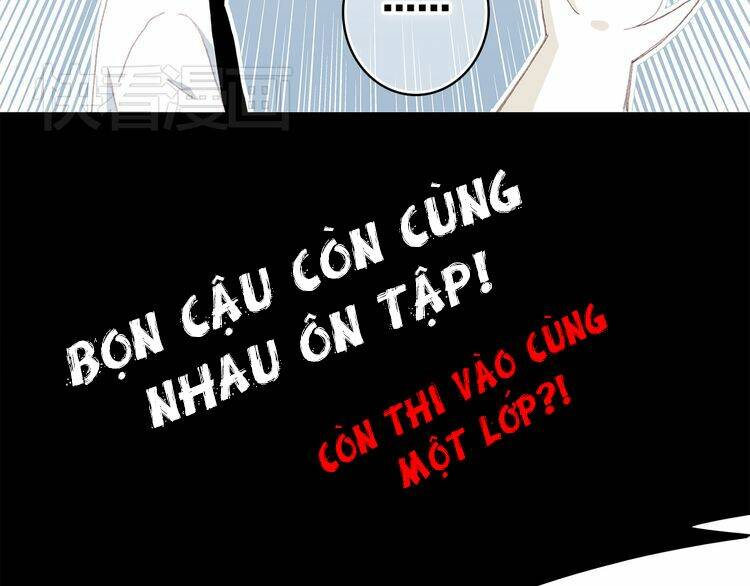 .......
快看漫画
BỌN CẬU CÒN CÙNG
NHAU ÔN TẬP!
CÒN THI VÀO CÙNG
MỘT LỚP?!